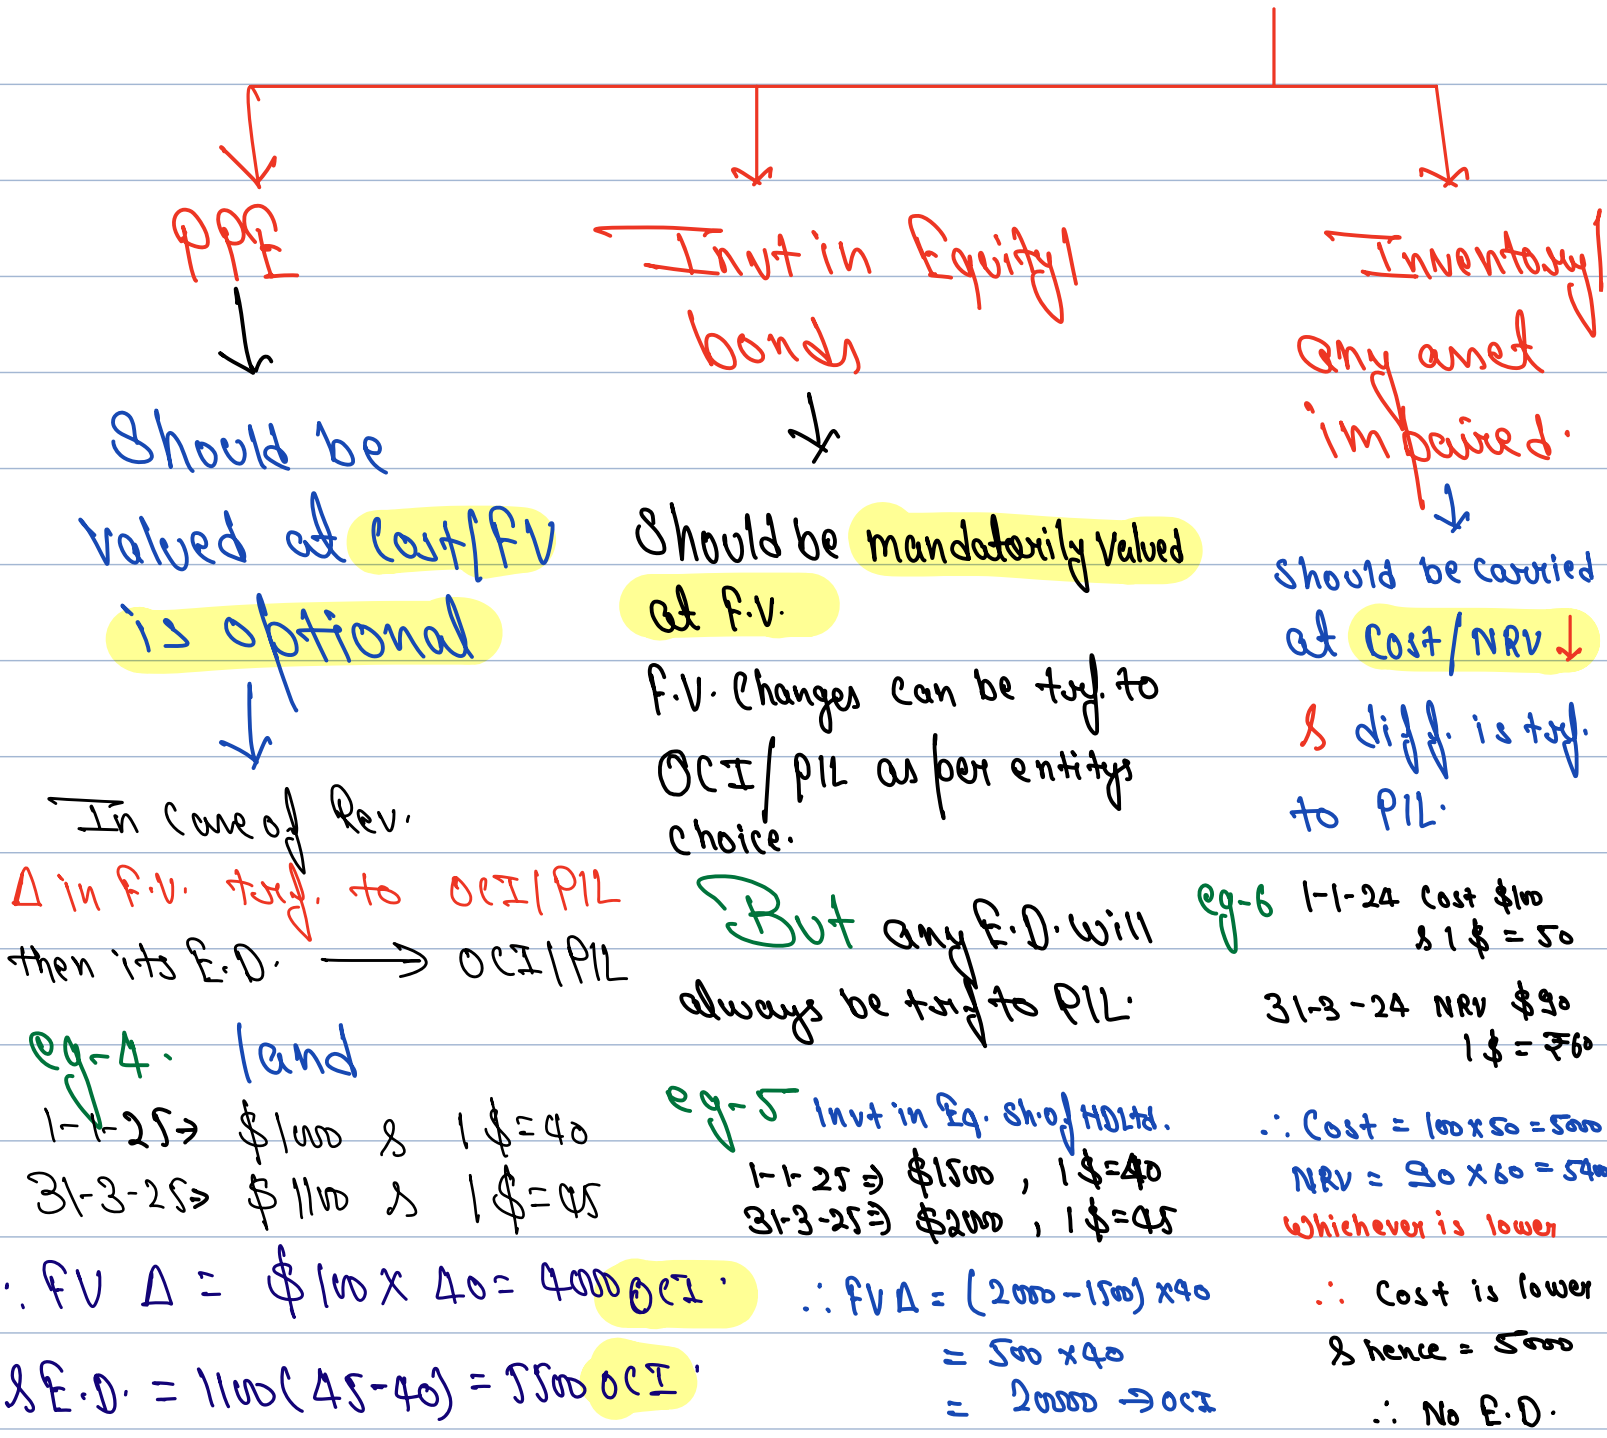 PPE
Should be
valued at Cost/FV
is optional
In case of Rev.
Δ in F.V. trf. to OCI/P/L
then its E.D. → OCI/P/L
eg-4. land
1-1-25→ $1000 & 1$=40
31-3-25→ $1100 & 1$=45
∴ FV Δ = $100 x 40 = 4000 OCI.
& E.D. = 1100(45-40) = 5500 OCI.
Invt in Equity/
bonds
Should be mandatorily valued
at F.V.
F.V. Changes can be trf. to
OCI/P/L as per entitys
choice.
But any E.D. will
always be trf to P/L.
eg-5 Invt in Eq. Sh. of HDLtd.
1-1-25⇒ $1500, 1$=40
31-3-25⇒ $2000, 1$=45
∴ FVΔ = (2000-1500) x40
= 500 x40
= 20000 → OCI
Inventory/
any asset
impaired.
should be carried
at Cost/NRV ↓
& diff. is trf.
to P/L.
eg-6 1-1-24 Cost $100
& 1$ = 50
31-3-24 NRV $90
1$ = ₹60
∴ Cost = 100x50 = 5000
NRV = 90 x 60 = 5400
whichever is lower
∴ Cost is lower
& hence = 5000
∴ No E.D.